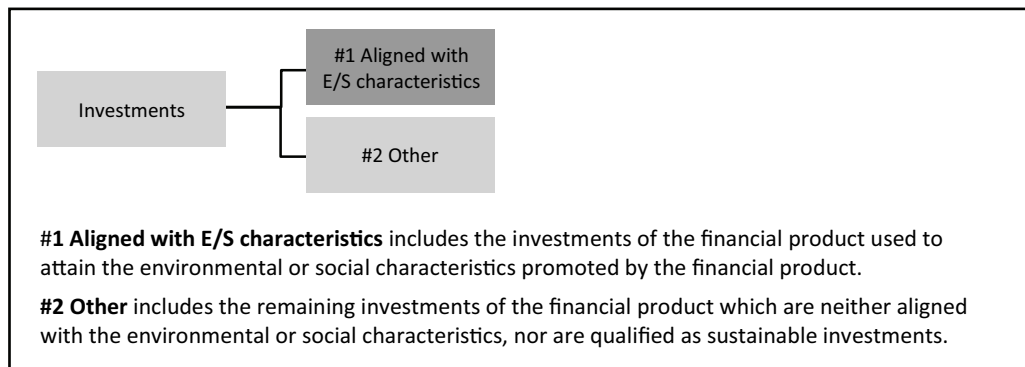 #1 Aligned with
E/S characteristics
Investments
#2 Other
#1 Aligned with E/S characteristics includes the investments of the financial product used to
attain the environmental or social characteristics promoted by the financial product.
#2 Other includes the remaining investments of the financial product which are neither aligned
with the environmental or social characteristics, nor are qualified as sustainable investments.